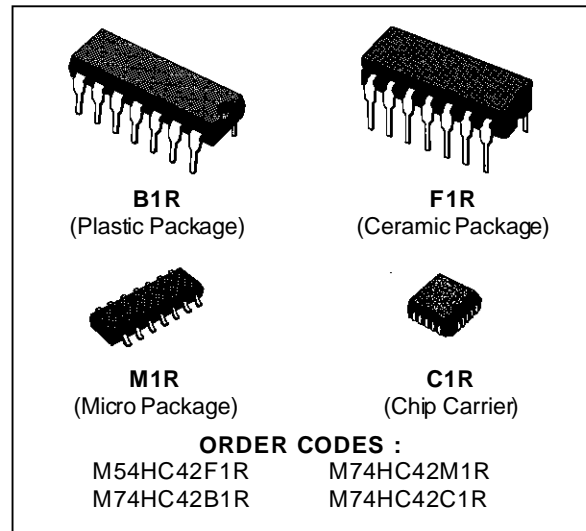 B1R
(Plastic Package)
F1R
(Ceramic Package)
M1R
(Micro Package)
C1R
(Chip Carrier)
ORDER CODES :
M54HC42F1R M74HC42M1R
M74HC42B1R M74HC42C1R